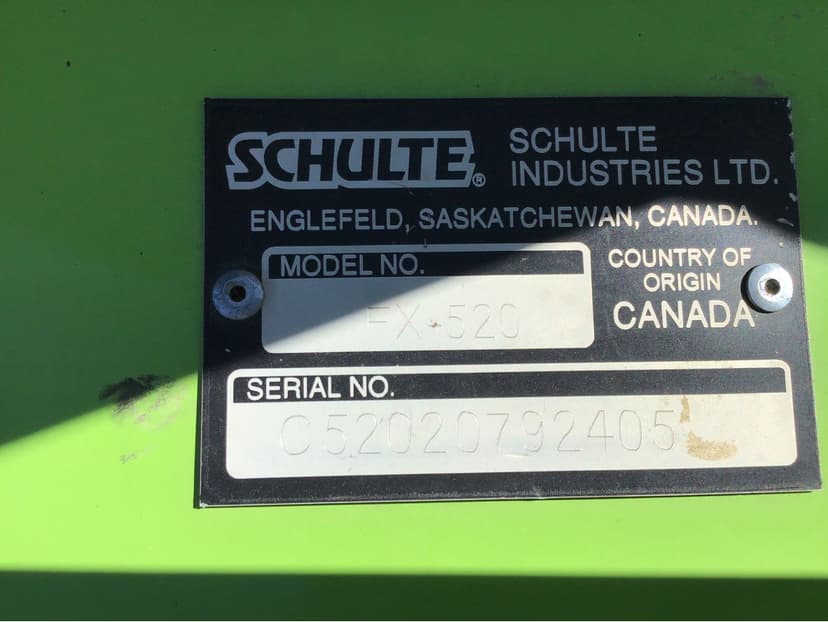 SCHULTE®
SCHULTE
INDUSTRIES LTD.
ENGLEFELD, SASKATCHEWAN, CANADA.
MODEL NO.
FX-520
COUNTRY OF
ORIGIN
CANADA
SERIAL NO.
C52020792405